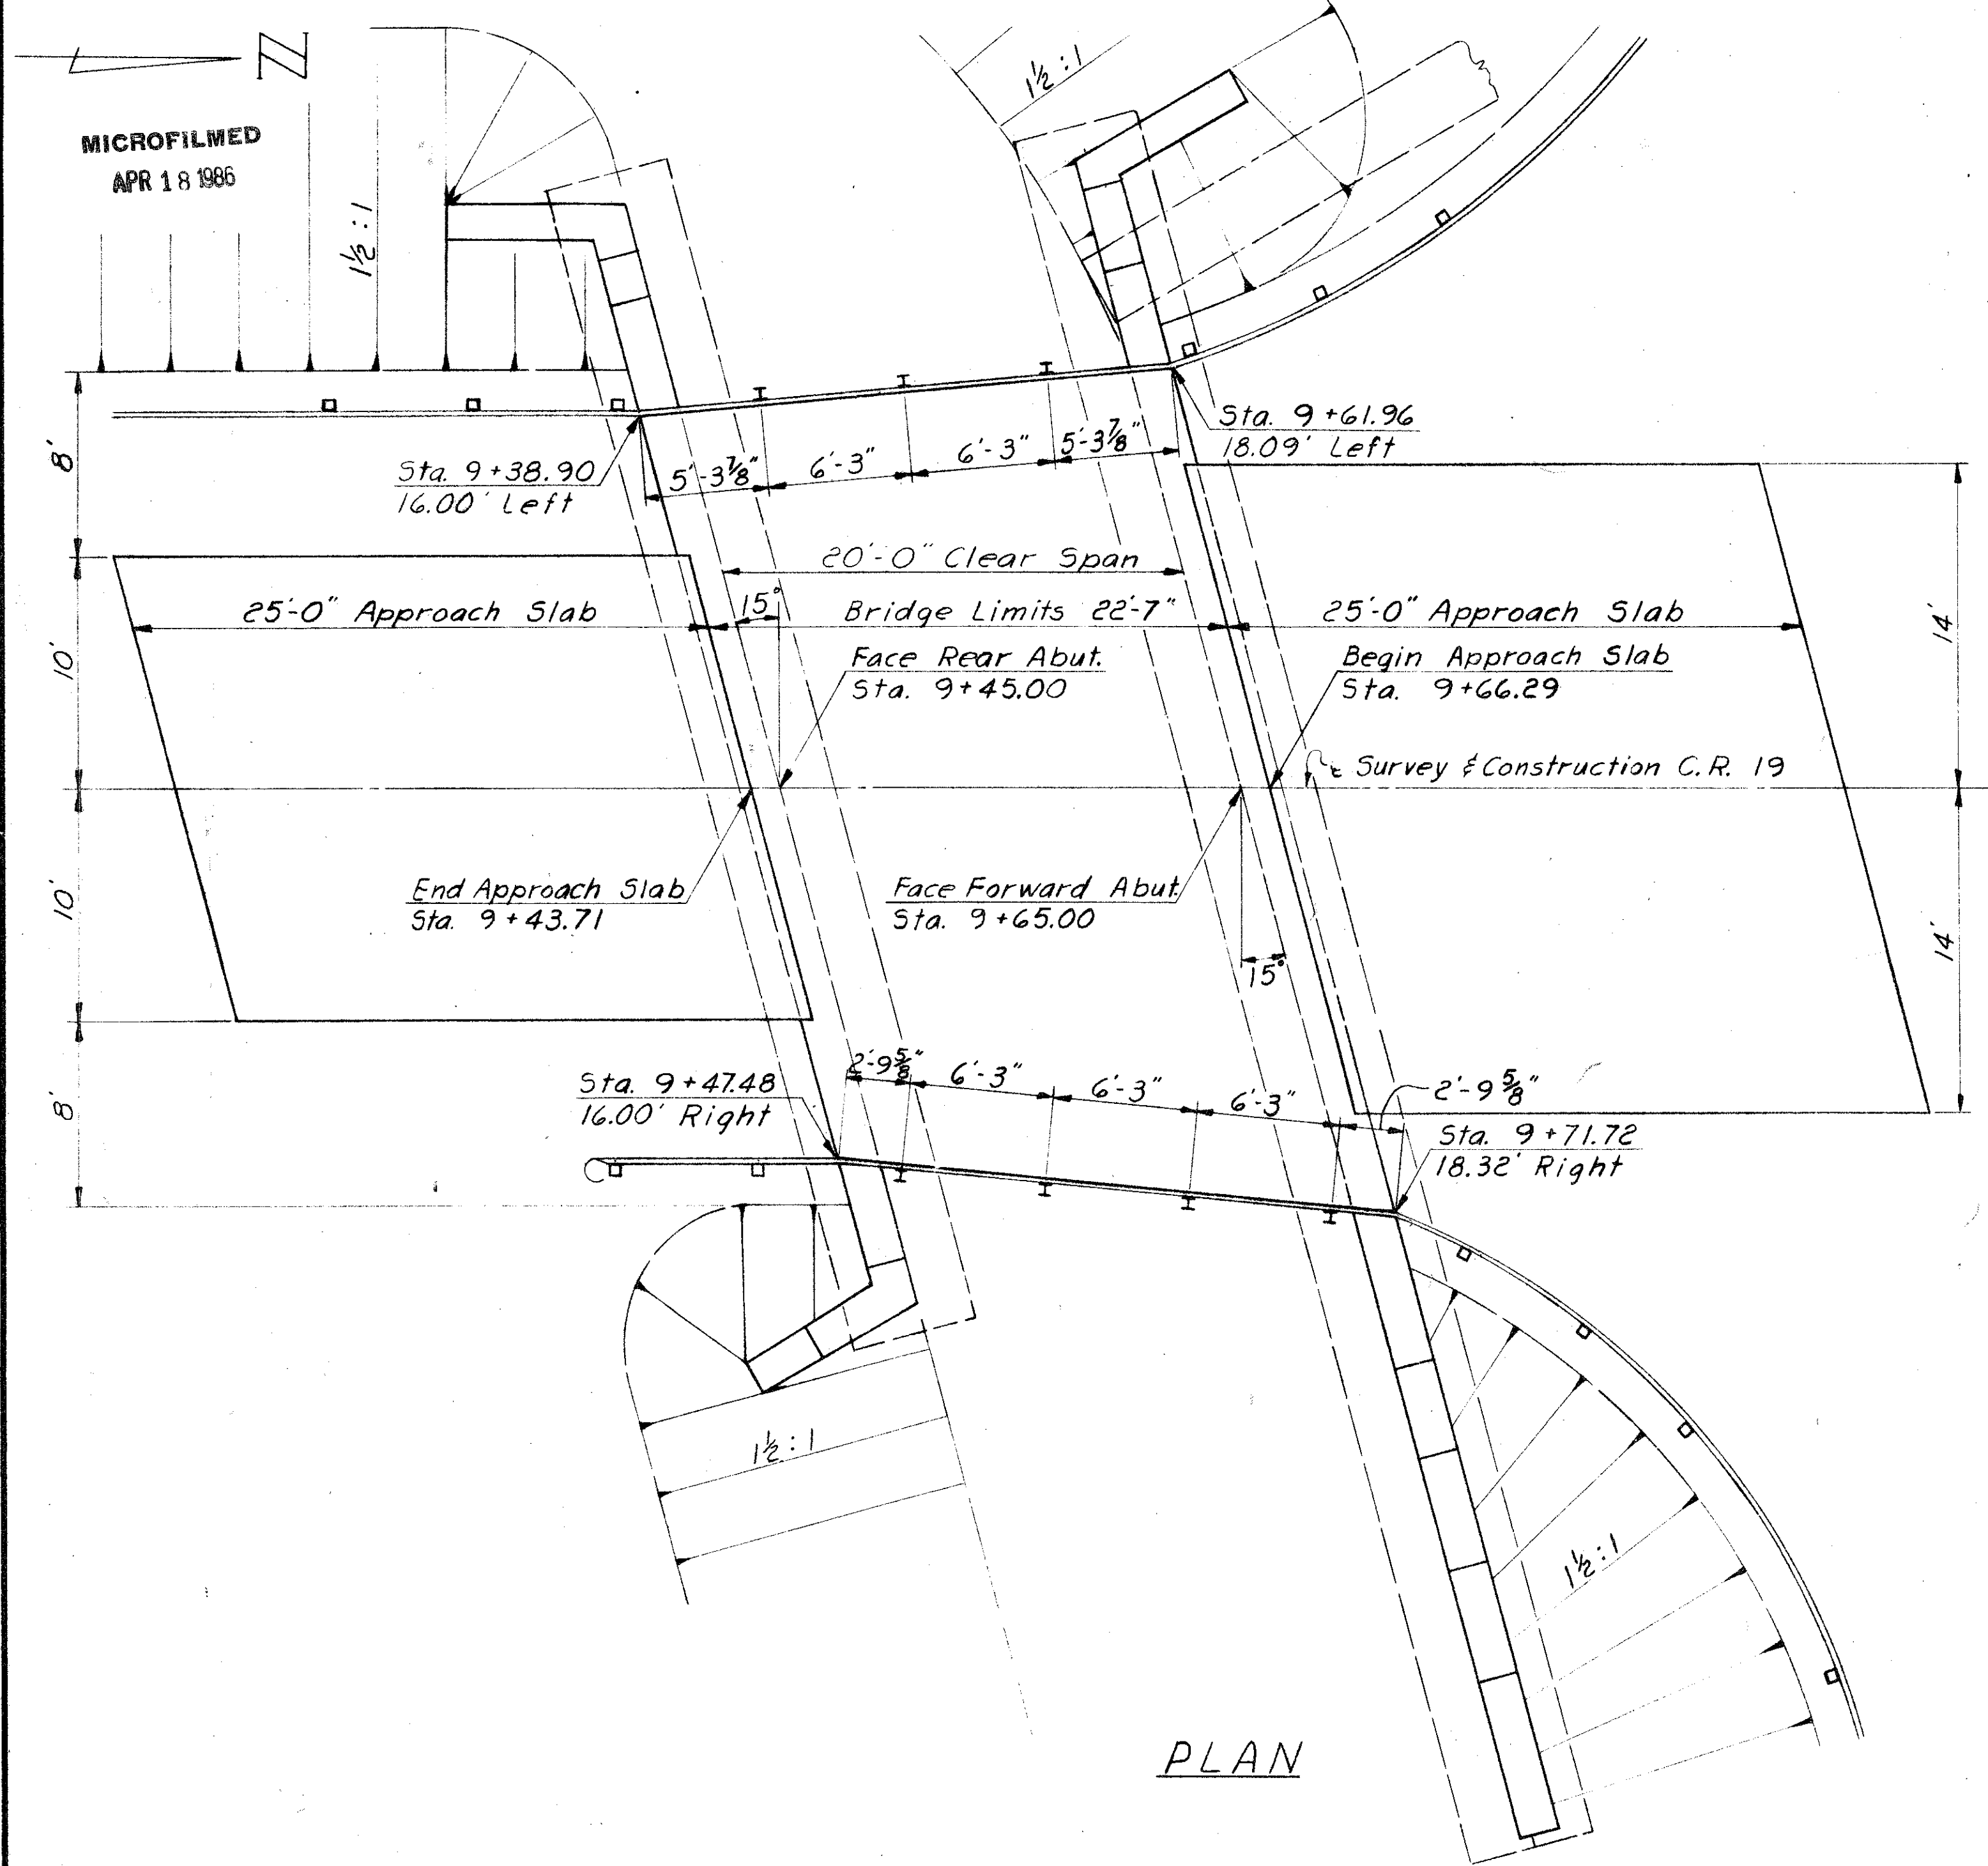 N
MICROFILMED
APR 18 1986
1½:1
1½:1
8'
Sta. 9+38.90
16.00' Left
5'-3⅞"
6'-3"
6'-3"
5'-3⅞"
Sta. 9+61.96
18.09' Left
20'-0" Clear Span
25'-0" Approach Slab
15°
Bridge Limits 22'-7"
25'-0" Approach Slab
10'
14'
Face Rear Abut.
Sta. 9+45.00
Begin Approach Slab
Sta. 9+66.29
℄ Survey & Construction C.R. 19
10'
End Approach Slab
Sta. 9+43.71
Face Forward Abut.
Sta. 9+65.00
14'
15°
8'
Sta. 9+47.48
16.00' Right
2'-9⅝"
6'-3"
6'-3"
6'-3"
2'-9⅝"
Sta. 9+71.72
18.32' Right
1½:1
1½:1
PLAN